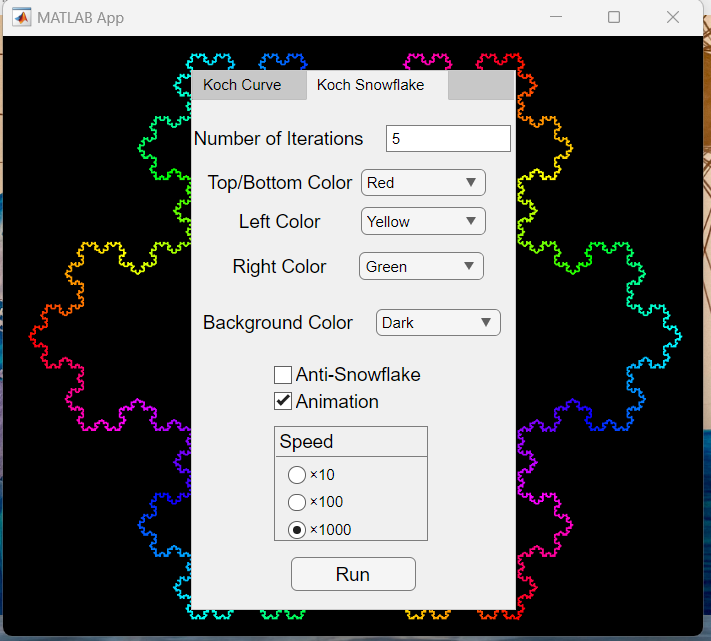 MATLAB App
Koch Curve Koch Snowflake
Number of Iterations 5
Top/Bottom Color Red
Left Color Yellow
Right Color Green
Background Color Dark
Anti-Snowflake
Animation
Speed
×10
×100
×1000
Run